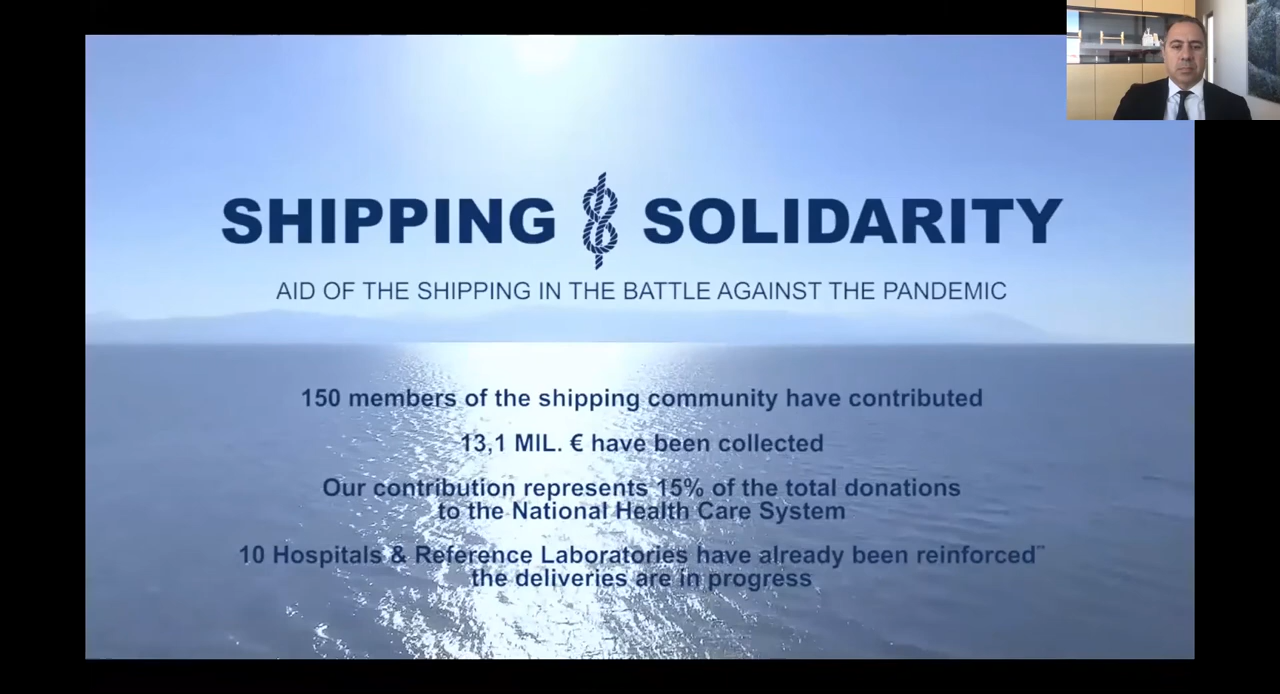 SHIPPING & SOLIDARITY
AID OF THE SHIPPING IN THE BATTLE AGAINST THE PANDEMIC
150 members of the shipping community have contributed
13,1 MIL. € have been collected
Our contribution represents 15% of the total donations
to the National Health Care System
10 Hospitals & Reference Laboratories have already been reinforced**
the deliveries are in progress